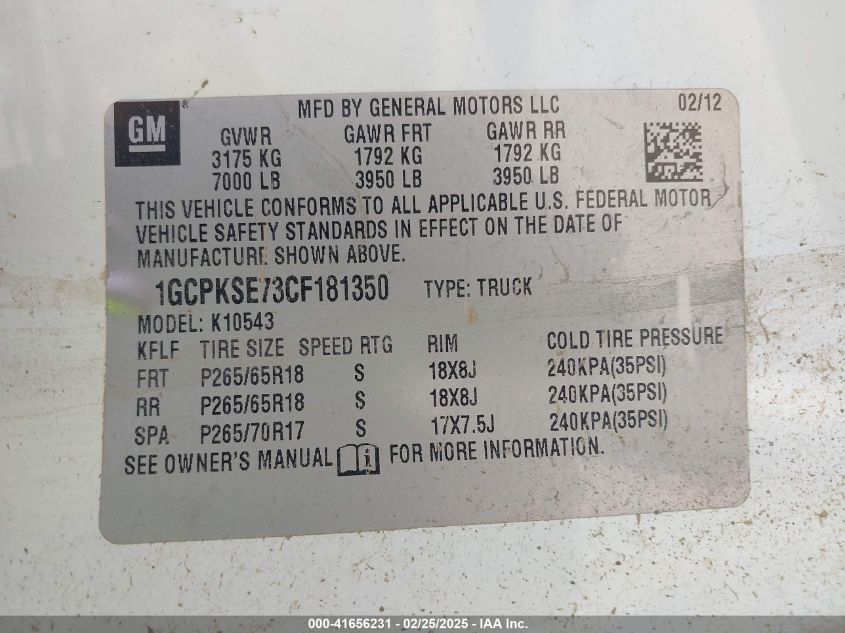 GM
MFD BY GENERAL MOTORS LLC 02/12
GVWR GAWR FRT GAWR RR
3175 KG 1792 KG 1792 KG
7000 LB 3950 LB 3950 LB
THIS VEHICLE CONFORMS TO ALL APPLICABLE U.S. FEDERAL MOTOR
VEHICLE SAFETY STANDARDS IN EFFECT ON THE DATE OF
MANUFACTURE SHOWN ABOVE.
1GCPKSE73CF181350 TYPE: TRUCK
MODEL: K10543
KFLF TIRE SIZE SPEED RTG RIM COLD TIRE PRESSURE
FRT P265/65R18 S 18X8J 240KPA(35PSI)
RR P265/65R18 S 18X8J 240KPA(35PSI)
SPA P265/70R17 S 17X7.5J 240KPA(35PSI)
SEE OWNER'S MANUAL i FOR MORE INFORMATION.
000-41656231 - 02/25/2025 - IAA Inc.